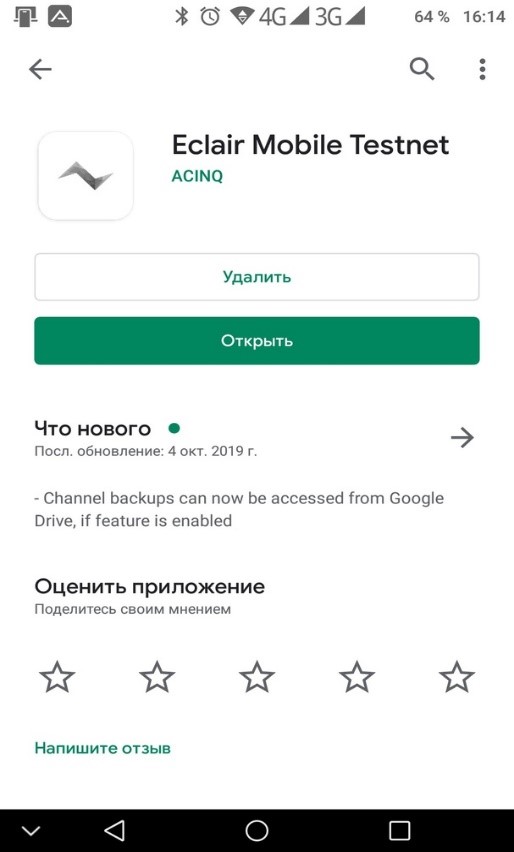 4G 3G 64 % 16:14
Eclair Mobile Testnet
ACINQ
Удалить
Открыть
Что нового
Посл. обновление: 4 окт. 2019 г.
- Channel backups can now be accessed from Google
Drive, if feature is enabled
Оценить приложение
Поделитесь своим мнением
Напишите отзыв